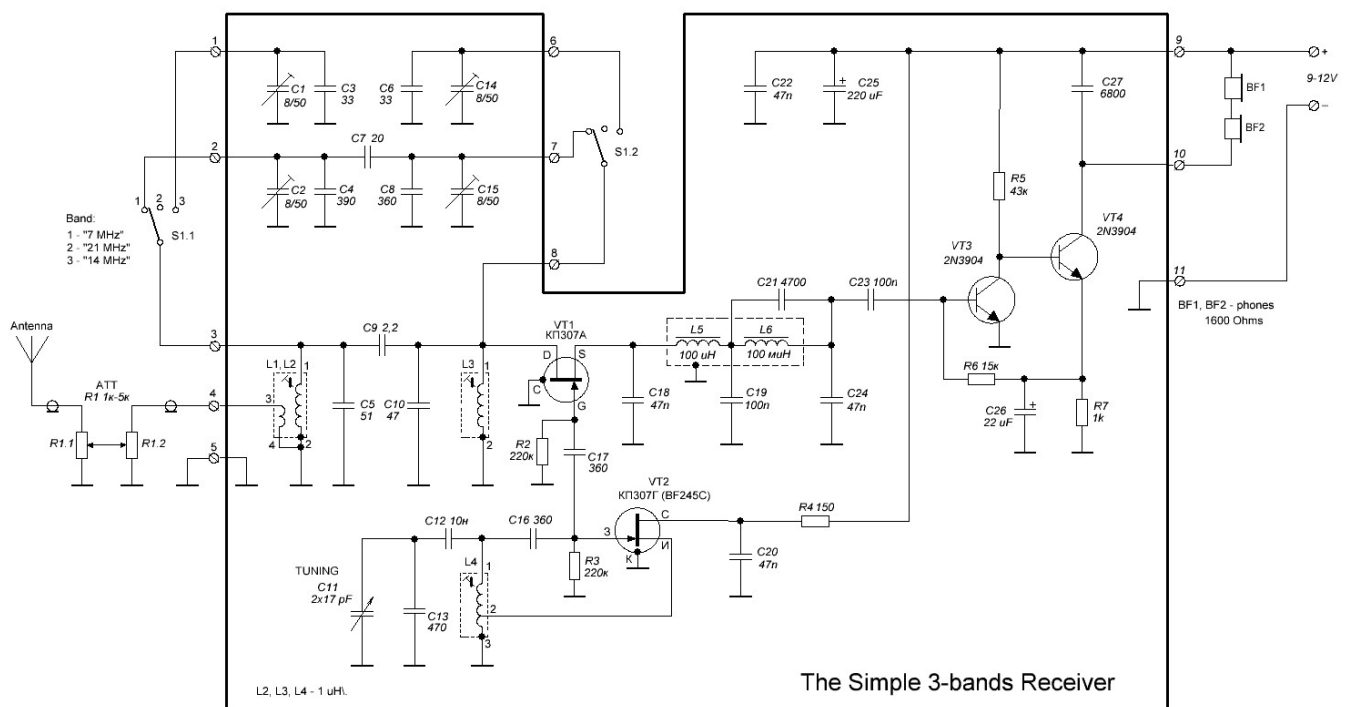 1
6
9
+
9-12V
–
C1
8/50
C3
33
C6
33
C14
8/50
C22
47n
+
C25
220 uF
C27
6800
BF1
BF2
2
C7 20
7
S1.2
10
1
2
3
C2
8/50
C4
390
C8
360
C15
8/50
R5
43к
VT4
2N3904
Band:
1 - "7 MHz"
2 - "21 MHz"
3 - "14 MHz"
S1.1
8
VT3
2N3904
11
C21 4700
C23 100n
BF1, BF2 - phones
1600 Ohms
Antenna
3
C9 2,2
VT1
КП307А
D
S
C
G
L5
100 uH
L6
100 миН
L1, L2
1
3
4
2
L3
1
2
ATT
R1 1к-5к
4
R1.1
R1.2
5
C5
51
C10
47
C18
47n
C19
100n
C24
47n
R6 15к
C26
22 uF
+
R7
1k
R2
220к
C17
360
VT2
КП307Г (BF245C)
C
З
И
К
R4 150
C12 10н
C16 360
R3
220к
C20
47n
TUNING
C11
2x17 pF
C13
470
L4
1
2
3
L2, L3, L4 - 1 uH\.
The Simple 3-bands Receiver